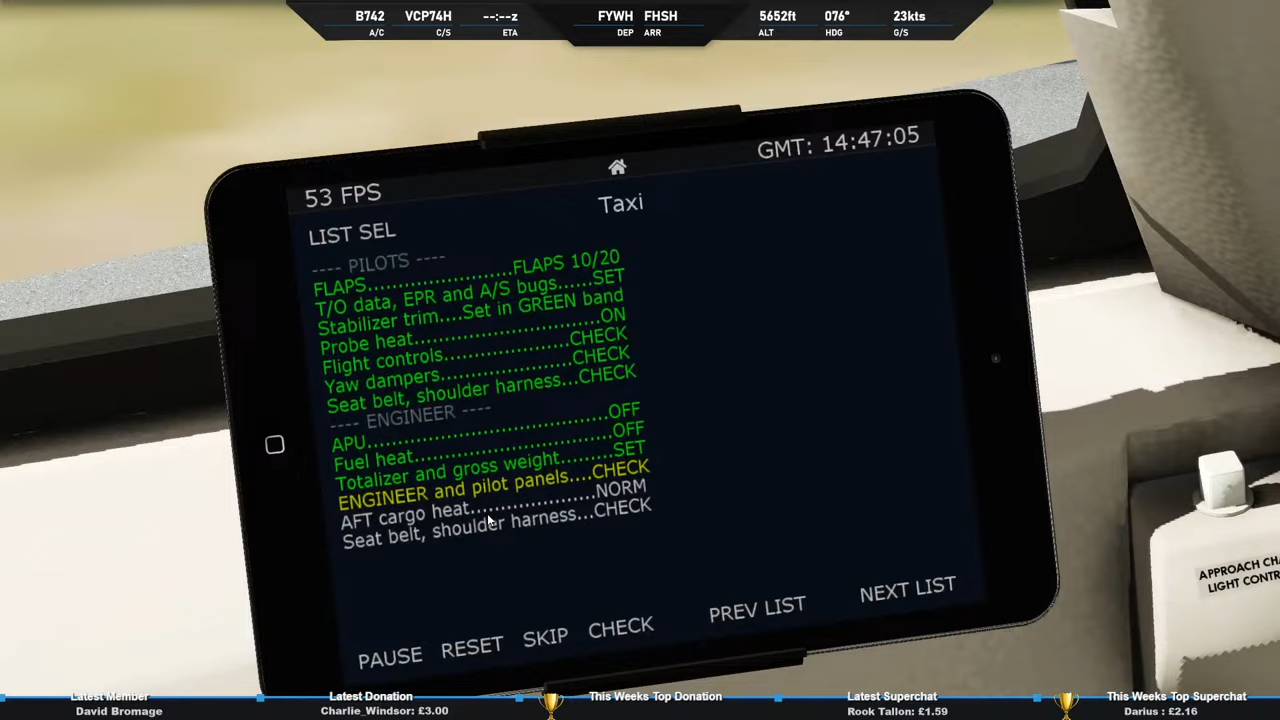 B742 VCP74H --:--z FYWH FHSH 5652ft 076° 23kts
A/C C/S ETA DEP ARR ALT HDG G/S
53 FPS
GMT: 14:47:05
Taxi
LIST SEL
---- PILOTS ----
FLAPS.......................FLAPS 10/20
T/O data, EPR and A/S bugs......SET
Stabilizer trim....Set in GREEN band
Probe heat..............................ON
Flight controls....................CHECK
Yaw dampers.....................CHECK
Seat belt, shoulder harness...CHECK
---- ENGINEER ----
APU.......................................OFF
Fuel heat................................OFF
Totalizer and gross weight.........SET
ENGINEER and pilot panels....CHECK
AFT cargo heat....................NORM
Seat belt, shoulder harness...CHECK
PAUSE RESET SKIP CHECK PREV LIST NEXT LIST
APPROACH
LIGHT
Latest Member Latest Donation This Weeks Top Donation Latest Superchat This Weeks Top Superchat
David Bromage Charlie_Windsor: £3.00 Rook Tallon: £1.59 Darius : £2.16